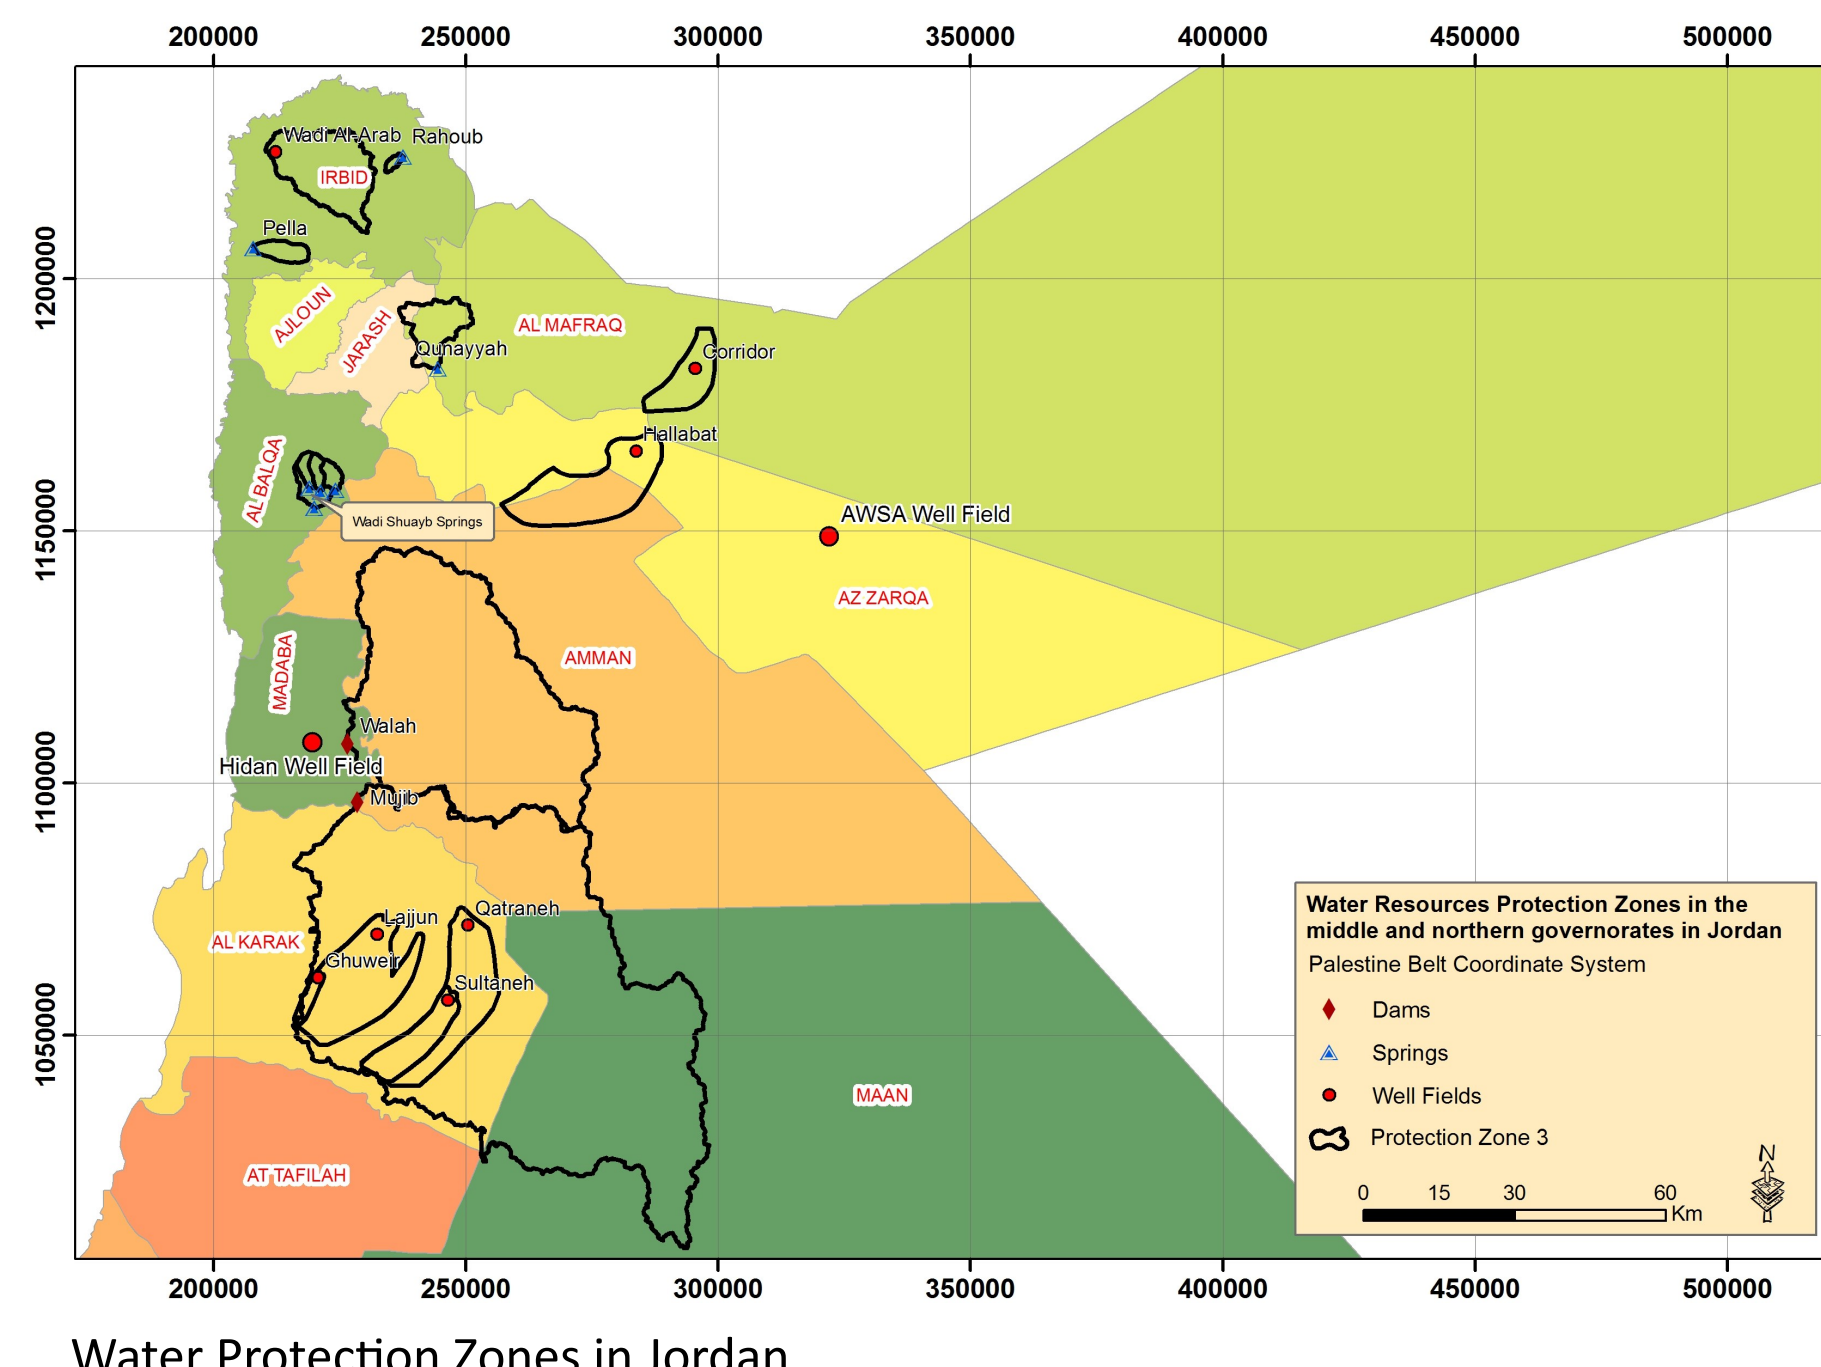 200000 250000 300000 350000 400000 450000 500000
Wadi Al-Arab
Rahoub
IRBID
Pella
1200000
AJLOUN
JARASH
AL MAFRAQ
Qunayyah
Corridor
Hallabat
AL BALQA
Wadi Shuayb Springs
AWSA Well Field
1150000
AZ ZARQA
MADABA
AMMAN
Walah
Hidan Well Field
1100000
Mujib
Lajjun
Qatraneh
AL KARAK
Ghuweir
Sultaneh
1050000
MAAN
AT TAFILAH
Water Resources Protection Zones in the
middle and northern governorates in Jordan
Palestine Belt Coordinate System
Dams
Springs
Well Fields
Protection Zone 3
N
0 15 30 60
Km
200000 250000 300000 350000 400000 450000 500000
Water Protection Zones in Jordan